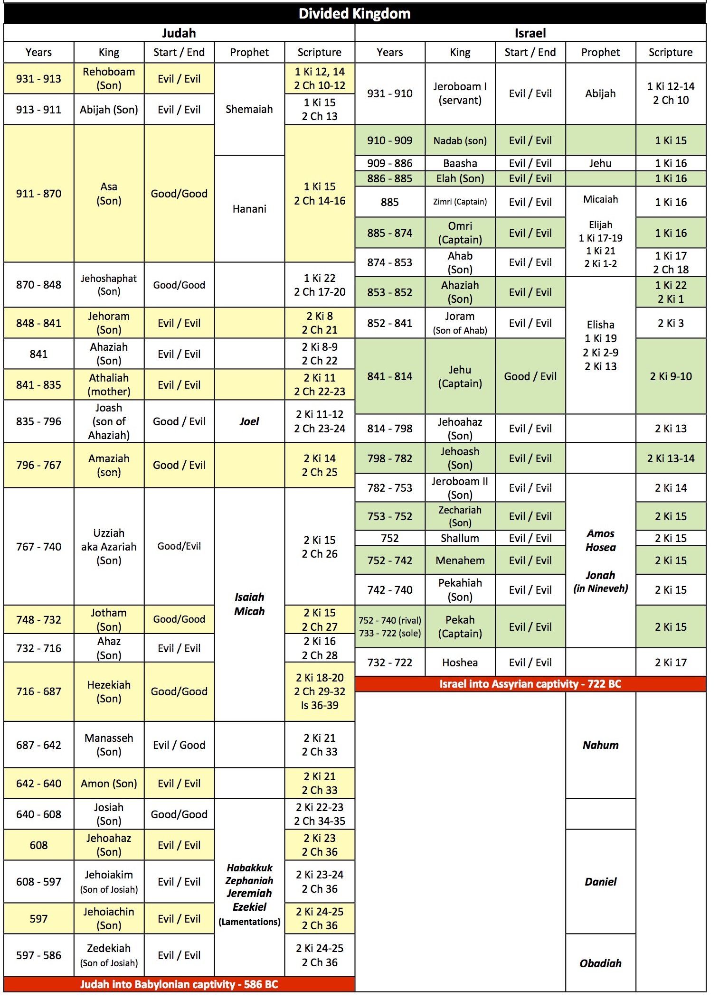 Divided Kingdom
Judah
Years King Start / End Prophet Scripture
931 - 913
Rehoboam
(Son)
Evil / Evil
Shemaiah
1 Ki 12, 14
2 Ch 10-12
913 - 911
Abijah (Son)
Evil / Evil
1 Ki 15
2 Ch 13
911 - 870
Asa
(Son)
Good/Good
Hanani
1 Ki 15
2 Ch 14-16
870 - 848
Jehoshaphat
(Son)
Good/Good
1 Ki 22
2 Ch 17-20
848 - 841
Jehoram
(Son)
Evil / Evil
2 Ki 8
2 Ch 21
841
Ahaziah
(Son)
Evil / Evil
2 Ki 8-9
2 Ch 22
841 - 835
Athaliah
(mother)
Evil / Evil
2 Ki 11
2 Ch 22-23
835 - 796
Joash
(son of
Ahaziah)
Good / Evil
Joel
2 Ki 11-12
2 Ch 23-24
796 - 767
Amaziah
(son)
Good / Evil
2 Ki 14
2 Ch 25
767 - 740
Uzziah
aka Azariah
(Son)
Good/Evil
Isaiah
Micah
2 Ki 15
2 Ch 26
748 - 732
Jotham
(Son)
Good/Good
2 Ki 15
2 Ch 27
732 - 716
Ahaz
(Son)
Evil / Evil
2 Ki 16
2 Ch 28
716 - 687
Hezekiah
(Son)
Good/Good
2 Ki 18-20
2 Ch 29-32
Is 36-39
687 - 642
Manasseh
(Son)
Evil / Good
2 Ki 21
2 Ch 33
642 - 640
Amon (Son)
Evil / Evil
2 Ki 21
2 Ch 33
640 - 608
Josiah
(Son)
Good/Good
Habakkuk
Zephaniah
Jeremiah
Ezekiel
(Lamentations)
2 Ki 22-23
2 Ch 34-35
608
Jehoahaz
(Son)
Evil / Evil
2 Ki 23
2 Ch 36
608 - 597
Jehoiakim
(Son of Josiah)
Evil / Evil
2 Ki 23-24
2 Ch 36
597
Jehoiachin
(Son)
Evil / Evil
2 Ki 24-25
2 Ch 36
597 - 586
Zedekiah
(Son of Josiah)
Evil / Evil
2 Ki 24-25
2 Ch 36
Judah into Babylonian captivity - 586 BC
Israel
Years King Start / End Prophet Scripture
931 - 910
Jeroboam I
(servant)
Evil / Evil
Abijah
1 Ki 12-14
2 Ch 10
910 - 909
Nadab (son)
Evil / Evil
1 Ki 15
909 - 886
Baasha
Evil / Evil
Jehu
1 Ki 16
886 - 885
Elah (Son)
Evil / Evil
1 Ki 16
885
Zimri (Captain)
Evil / Evil
Micaiah
Elijah
1 Ki 17-19
1 Ki 21
2 Ki 1-2
1 Ki 16
885 - 874
Omri
(Captain)
Evil / Evil
1 Ki 16
874 - 853
Ahab
(Son)
Evil / Evil
1 Ki 17
2 Ch 18
853 - 852
Ahaziah
(Son)
Evil / Evil
Elisha
1 Ki 19
2 Ki 2-9
2 Ki 13
1 Ki 22
2 Ki 1
852 - 841
Joram
(Son of Ahab)
Evil / Evil
2 Ki 3
841 - 814
Jehu
(Captain)
Good / Evil
2 Ki 9-10
814 - 798
Jehoahaz
(Son)
Evil / Evil
2 Ki 13
798 - 782
Jehoash
(Son)
Evil / Evil
2 Ki 13-14
782 - 753
Jeroboam II
(Son)
Evil / Evil
Amos
Hosea
Jonah
(in Nineveh)
2 Ki 14
753 - 752
Zechariah
(Son)
Evil / Evil
2 Ki 15
752
Shallum
Evil / Evil
2 Ki 15
752 - 742
Menahem
Evil / Evil
2 Ki 15
742 - 740
Pekahiah
(Son)
Evil / Evil
2 Ki 15
752 - 740 (rival)
733 - 722 (sole)
Pekah
(Captain)
Evil / Evil
2 Ki 15
732 - 722
Hoshea
Evil / Evil
2 Ki 17
Israel into Assyrian captivity - 722 BC
Nahum
Daniel
Obadiah